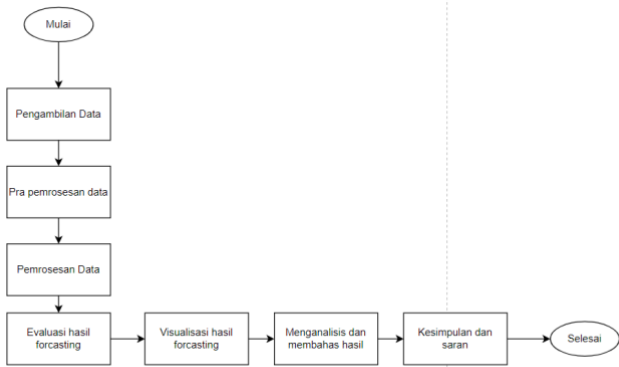 Mulai
Pengambilan Data
Pra pemrosesan data
Pemrosesan Data
Evaluasi hasil
forcasting
Visualisasi hasil
forcasting
Menganalisis dan
membahas hasil
Kesimpulan dan
saran
Selesai